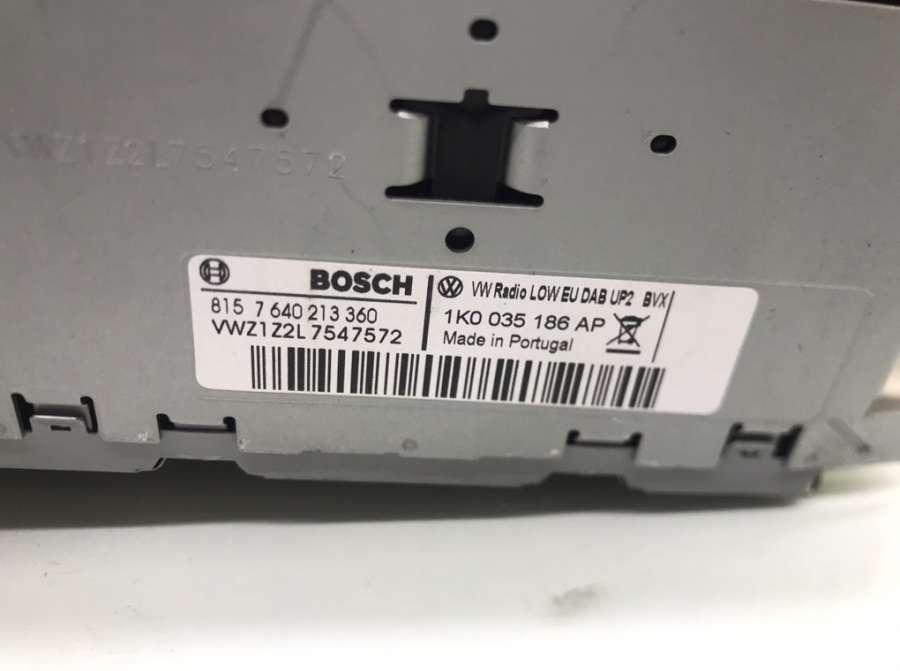 VWZ1Z2L7547572
BOSCH
815 7 640 213 360
VWZ1Z2L7547572
VW Radio LOW EU DAB UP2 BVX
1K0 035 186 AP
Made in Portugal